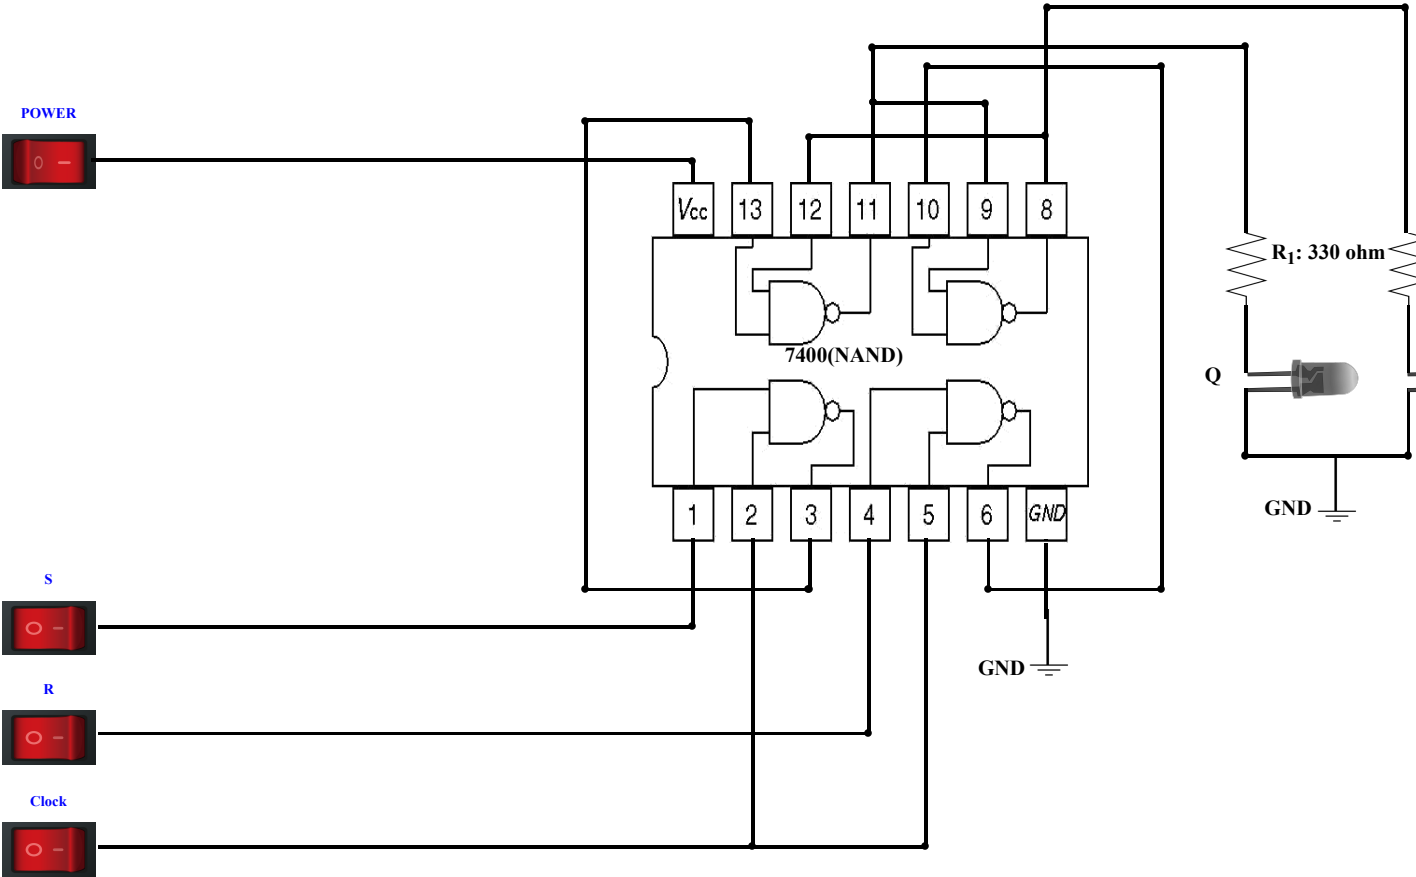 POWER
Vcc 13 12 11 10 9 8
R1: 330 ohm
7400(NAND)
Q
1 2 3 4 5 6 GND
GND
S
GND
R
Clock